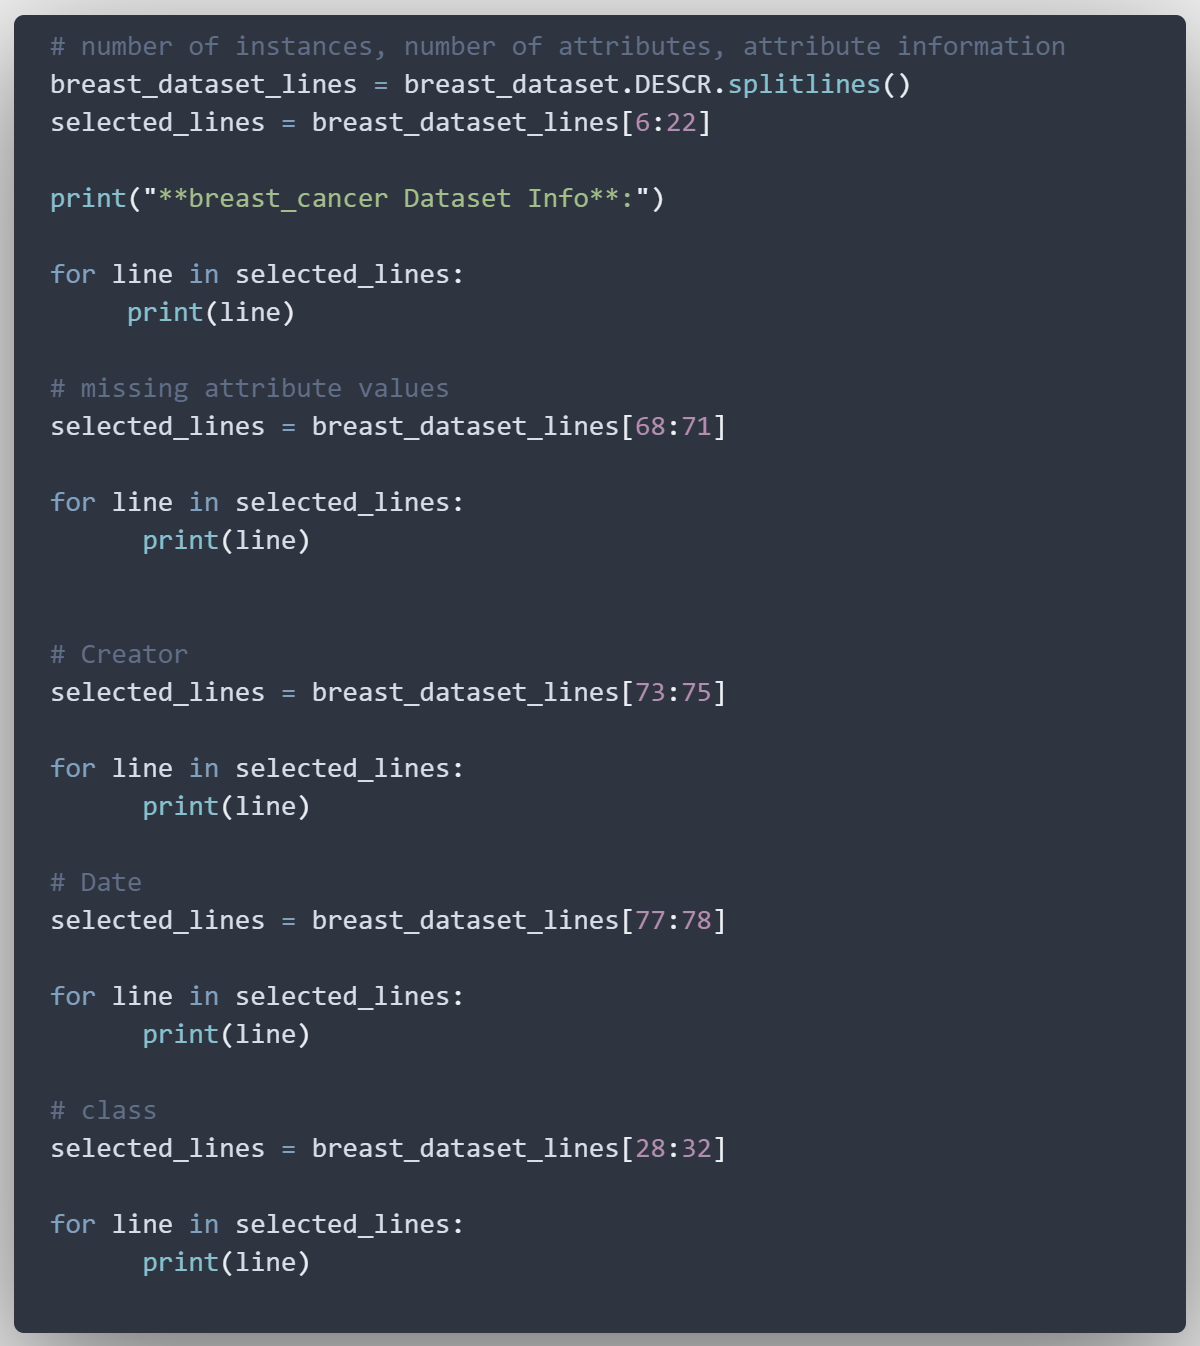 # number of instances, number of attributes, attribute information
breast_dataset_lines = breast_dataset.DESCR.splitlines()
selected_lines = breast_dataset_lines[6:22]
print("**breast_cancer Dataset Info**:")
for line in selected_lines:
     print(line)
# missing attribute values
selected_lines = breast_dataset_lines[68:71]
for line in selected_lines:
      print(line)
# Creator
selected_lines = breast_dataset_lines[73:75]
for line in selected_lines:
      print(line)
# Date
selected_lines = breast_dataset_lines[77:78]
for line in selected_lines:
      print(line)
# class
selected_lines = breast_dataset_lines[28:32]
for line in selected_lines:
      print(line)